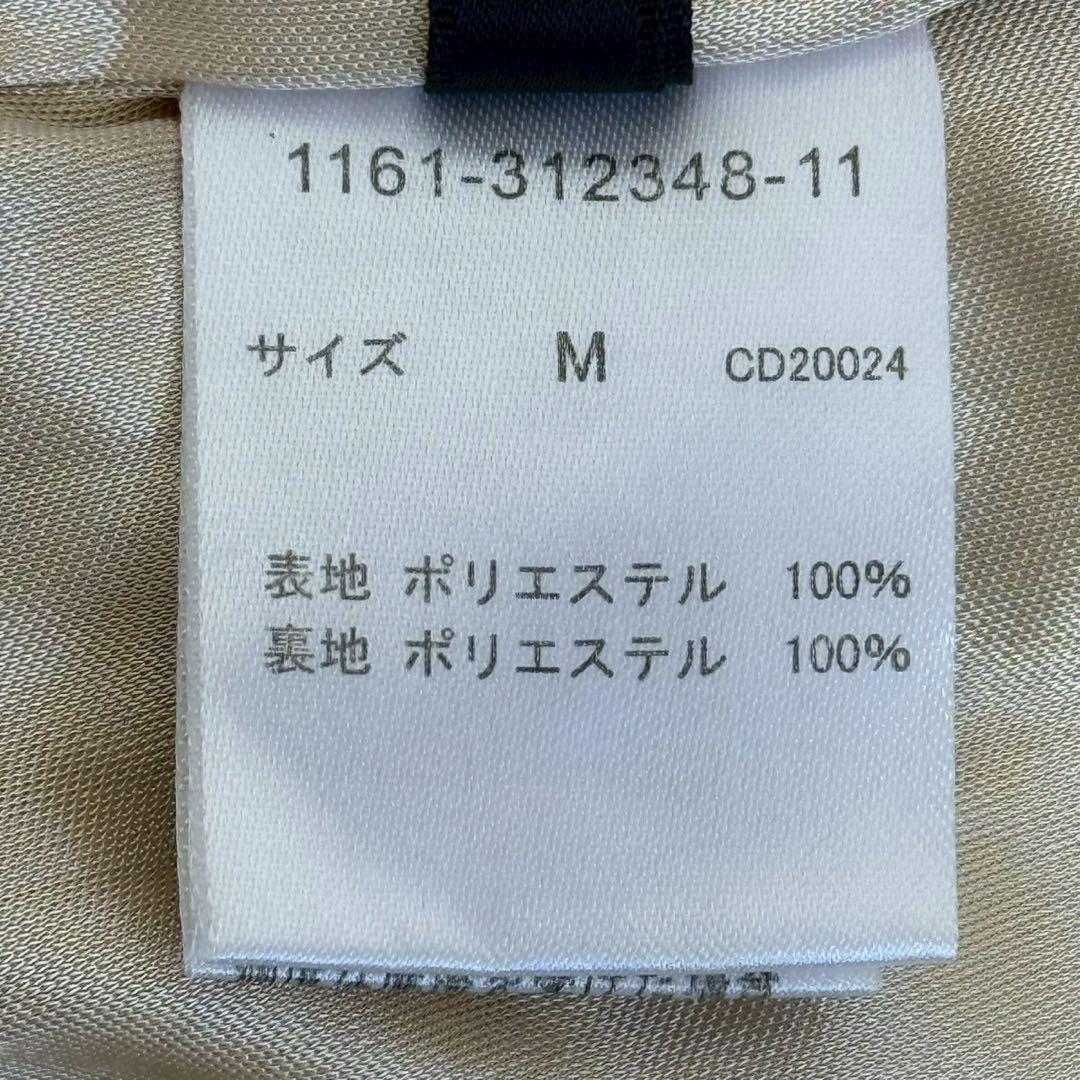 1161-312348-11
サイズ M CD20024
表地 ポリエステル 100%
裏地 ポリエステル 100%